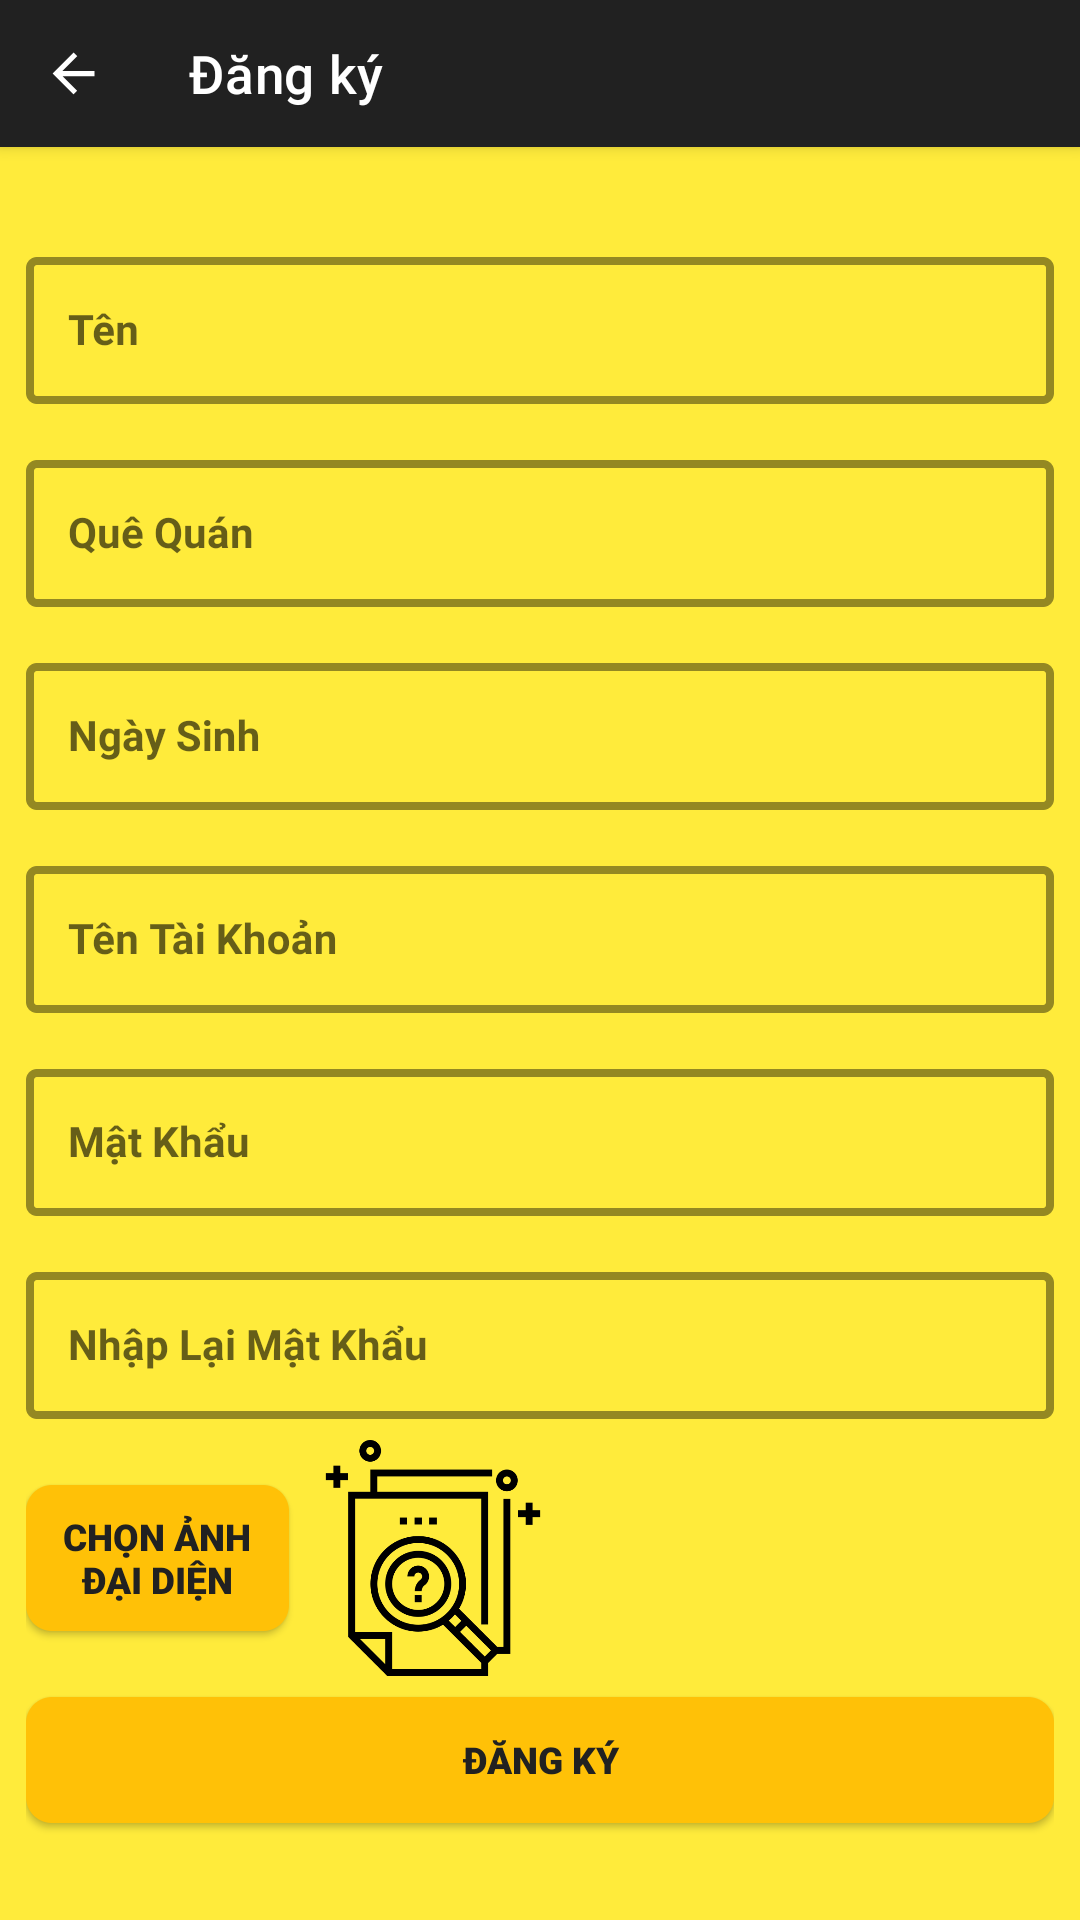 Đăng ký
Tên
Quê Quán
Ngày Sinh
Tên Tài Khoản
Mật Khẩu
Nhập Lại Mật Khẩu
CHỌN ẢNH
ĐẠI DIỆN
?
ĐĂNG KÝ